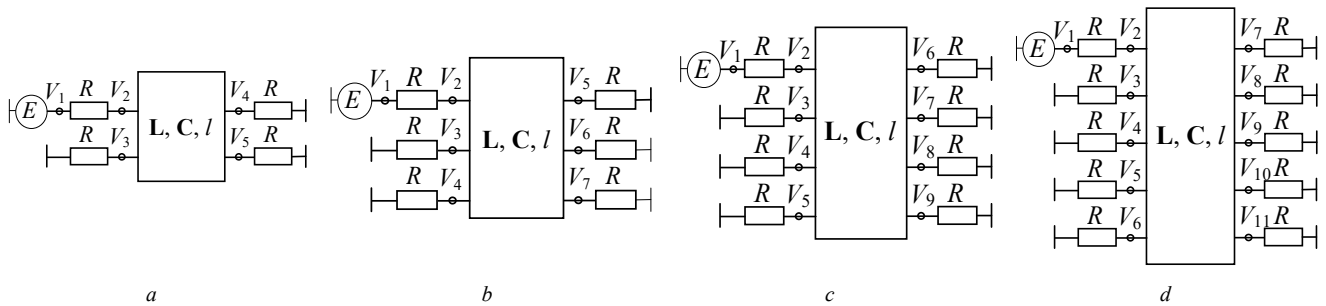 E V1 R V2 V4 R
R V3 L, C, l V5 R
a
E V1 R V2 V5 R
R V3 L, C, l V6 R
R V4 V7 R
b
E V1 R V2 V6 R
R V3 L, C, l V7 R
R V4 V8 R
R V5 V9 R
c
E V1 R V2 V7 R
R V3 V8 R
R V4 L, C, l V9 R
R V5 V10 R
R V6 V11 R
d